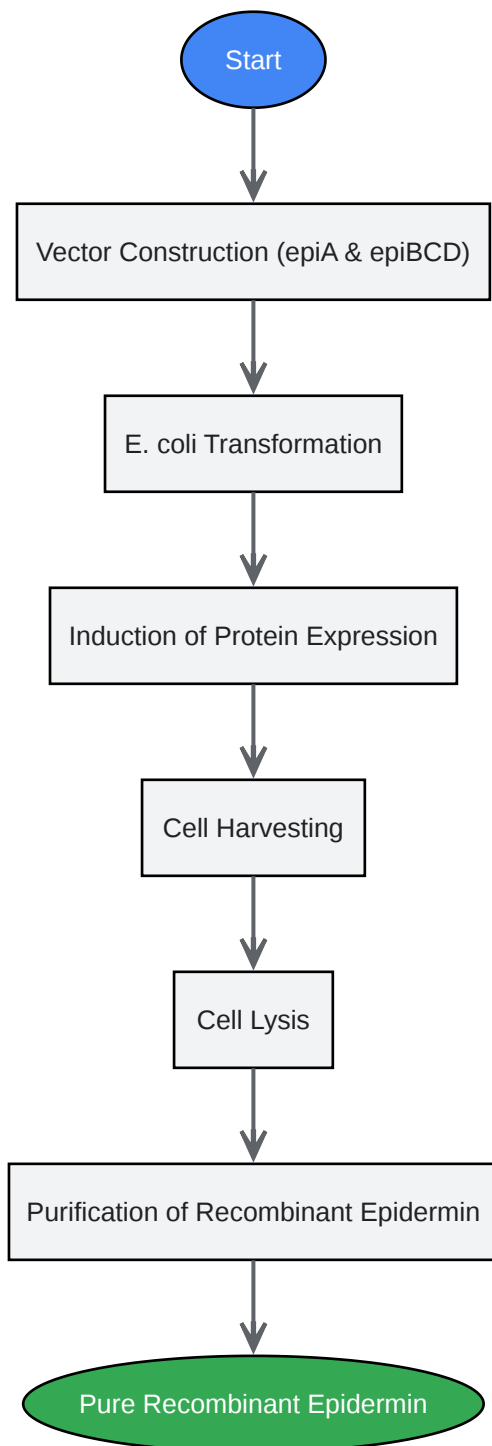 Start
Vector Construction (epiA & epiBCD)
E. coli Transformation
Induction of Protein Expression
Cell Harvesting
Cell Lysis
Purification of Recombinant Epidermin
Pure Recombinant Epidermin